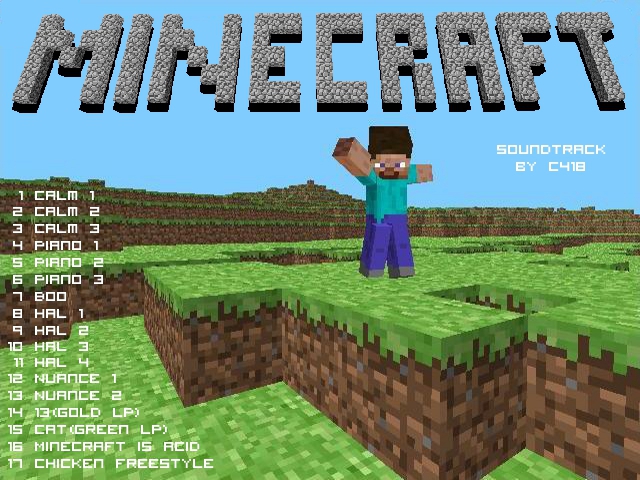 MINECRAFT
SOUNDTRACK
BY C418
1 CALM 1
2 CALM 2
3 CALM 3
4 PIANO 1
5 PIANO 2
6 PIANO 3
7 BOO
8 HAL 1
9 HAL 2
10 HAL 3
11 HAL 4
12 NUANCE 1
13 NUANCE 2
14 13(GOLD LP)
15 CAT(GREEN LP)
16 MINECRAFT IS ACID
17 CHICKEN FREESTYLE